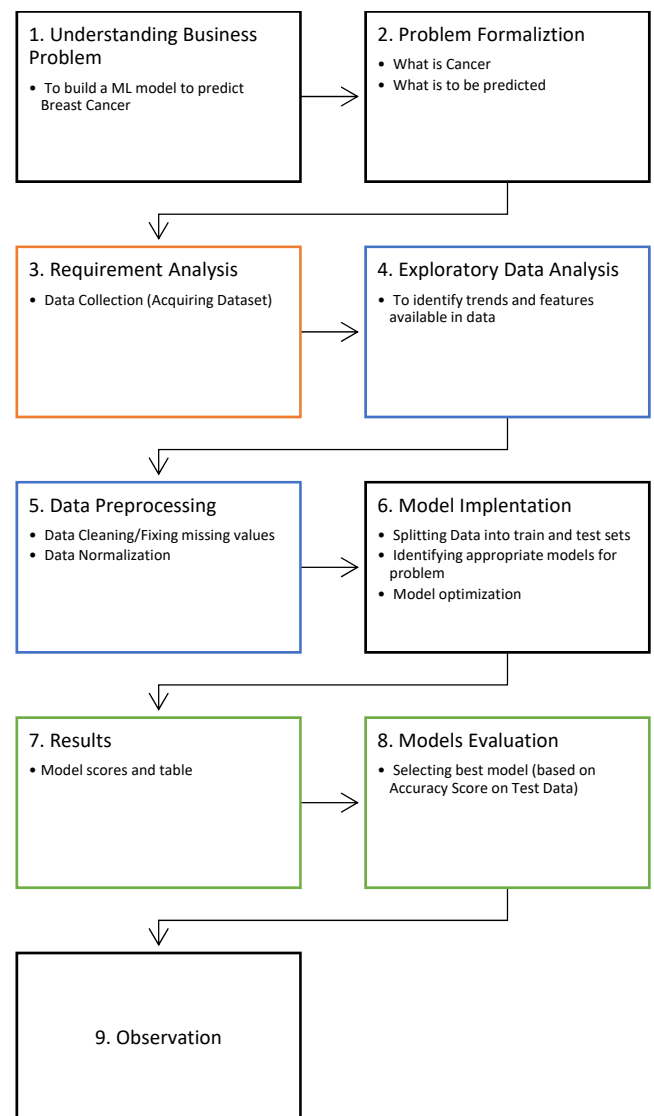 1. Understanding Business
Problem
• To build a ML model to predict
Breast Cancer
2. Problem Formaliztion
• What is Cancer
• What is to be predicted
3. Requirement Analysis
• Data Collection (Acquiring Dataset)
4. Exploratory Data Analysis
• To identify trends and features
available in data
5. Data Preprocessing
• Data Cleaning/Fixing missing values
• Data Normalization
6. Model Implentation
• Splitting Data into train and test sets
• Identifying appropriate models for
problem
• Model optimization
7. Results
• Model scores and table
8. Models Evaluation
• Selecting best model (based on
Accuracy Score on Test Data)
9. Observation